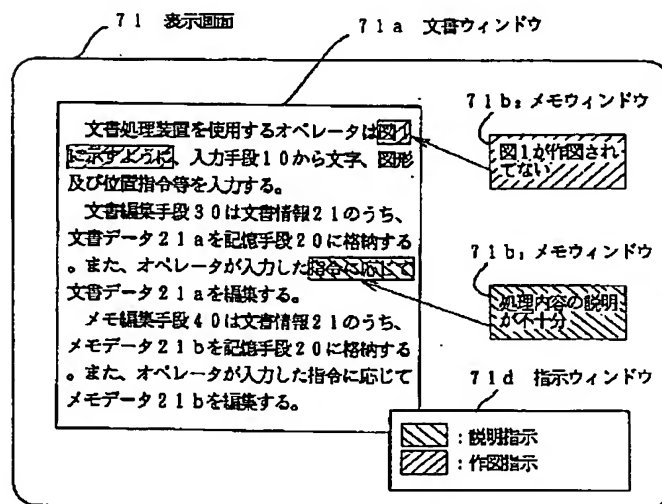 71 表示画面
71a 文書ウィンドウ
文書処理装置を使用するオペレータは図1
に示すように、入力手段10から文字、図形
及び位置指令等を入力する。
文書編集手段30は文書情報21のうち、
文書データ21aを記憶手段20に格納する
。また、オペレータが入力した指令に応じて
文書データ21aを編集する。
メモ編集手段40は文書情報21のうち、
メモデータ21bを記憶手段20に格納する
。また、オペレータが入力した指令に応じて
メモデータ21bを編集する。
71b₂メモウィンドウ
図1が作図され
てない
71b₁メモウィンドウ
処理内容の説明
が不十分
71d 指示ウィンドウ
:説明指示
:作図指示